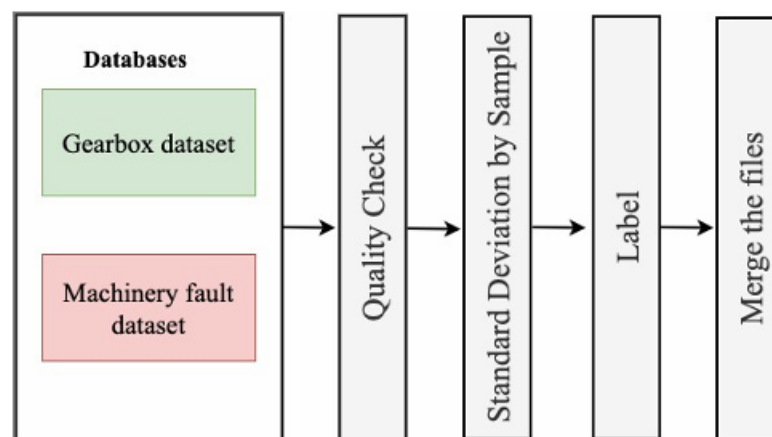 Databases
Gearbox dataset
Machinery fault
dataset
Quality Check
Standard Deviation by Sample
Label
Merge the files